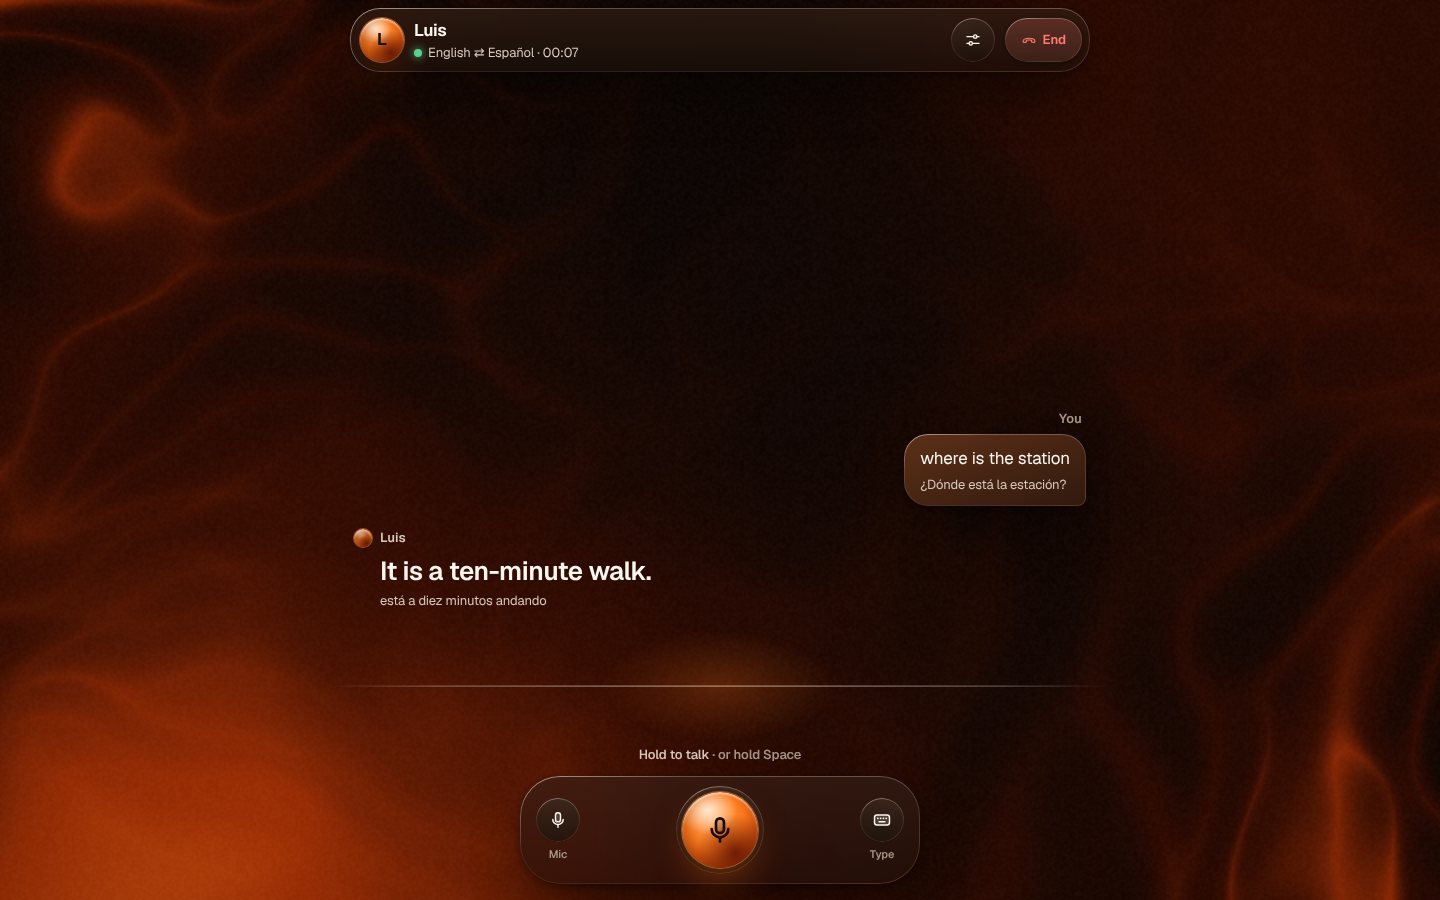 L
Luis
English ⇄ Español · 00:07
End
You
where is the station
¿Dónde está la estación?
Luis
It is a ten-minute walk.
está a diez minutos andando
Hold to talk · or hold Space
Mic
Type